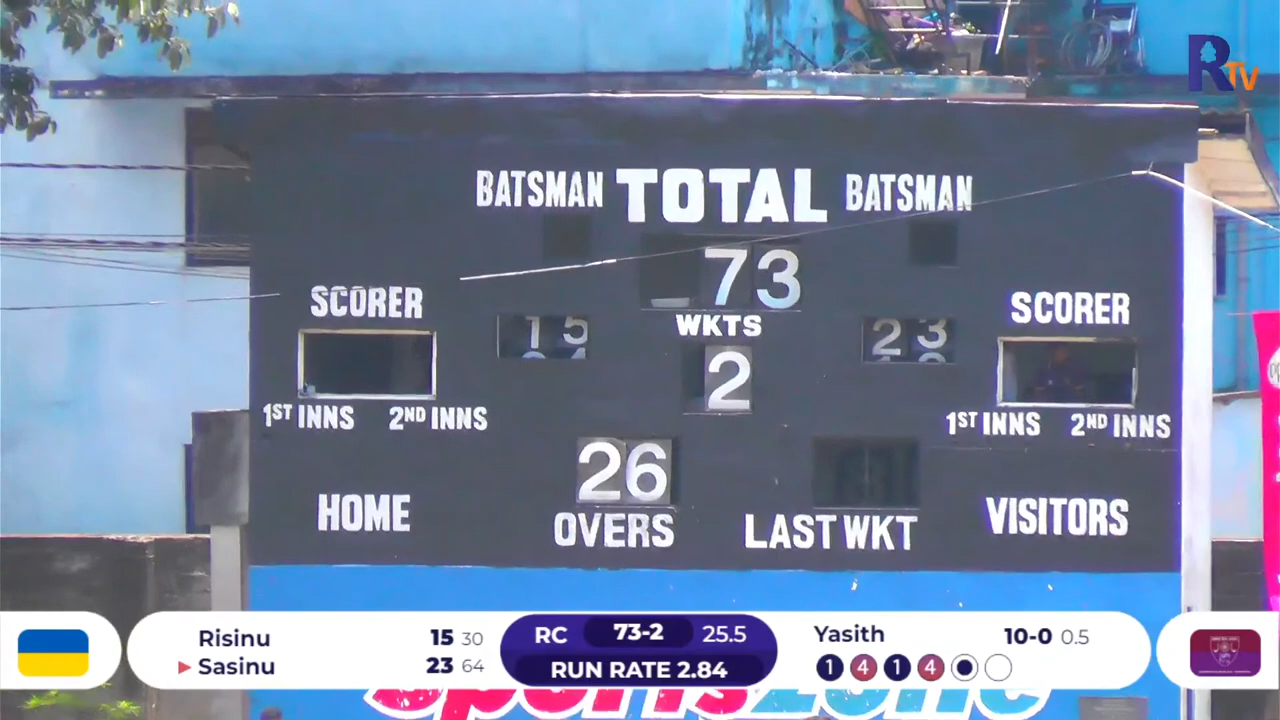 RTV
BATSMAN TOTAL BATSMAN
73
SCORER
SCORER
WKTS
15
23
2
1ST INNS 2ND INNS
1ST INNS 2ND INNS
26
HOME
OVERS
LAST WKT
VISITORS
Risinu 15 30
Sasinu 23 64
RC 73-2 25.5
RUN RATE 2.84
Yasith 10-0 0.5
1 4 1 4
Sportszone